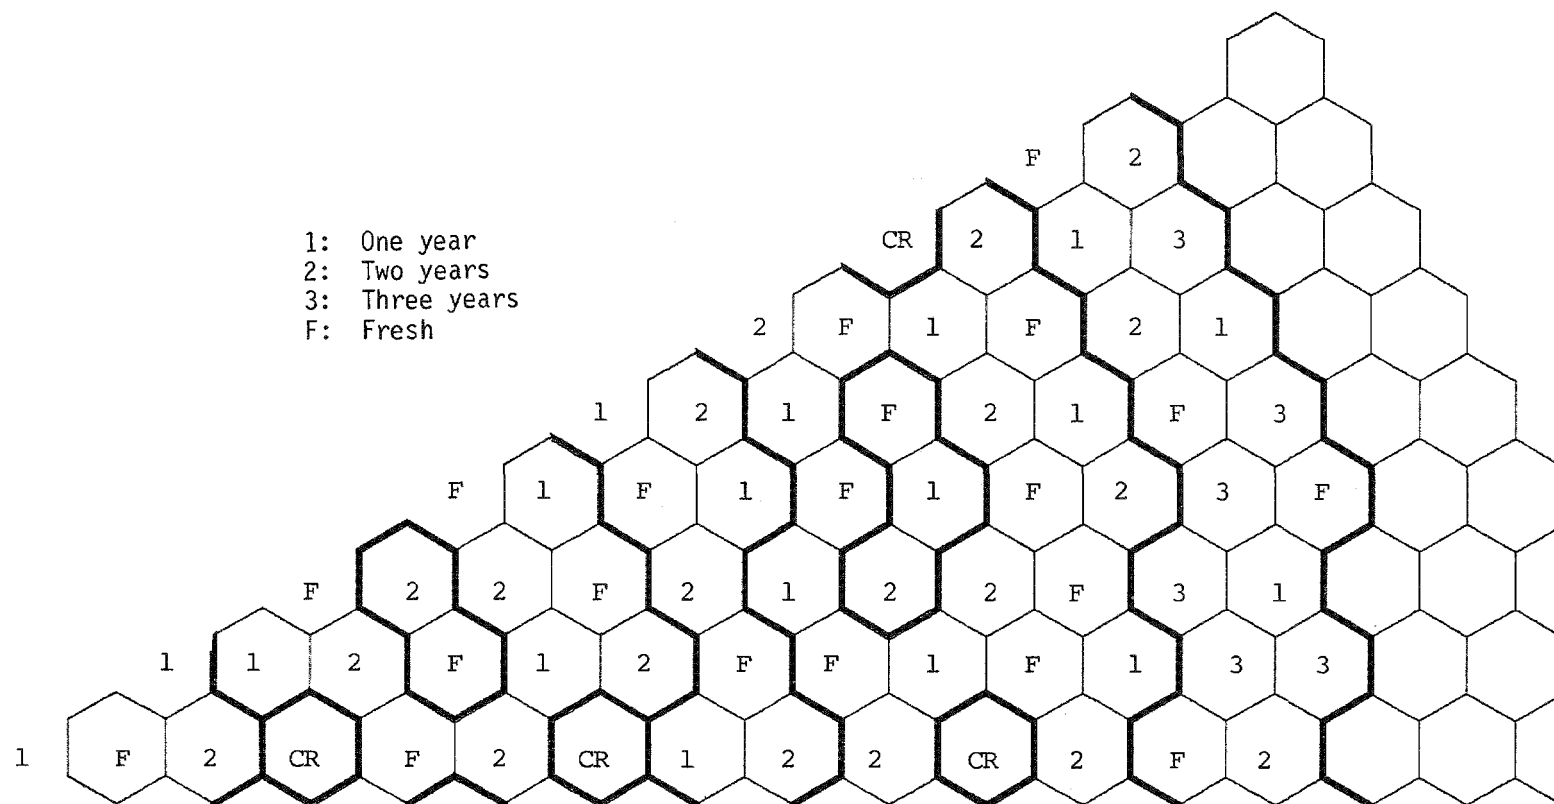 F 2
CR 2 1 3
1: One year
2: Two years
3: Three years
F: Fresh
2 F 1 F 2 1
1 2 1 F 2 1 F 3
F 1 F 1 F 1 F 2 3 F
F 2 2 F 2 1 2 2 F 3 1
1 1 2 F 1 2 F F 1 F 1 3 3
1 F 2 CR F 2 CR 1 2 2 CR 2 F 2